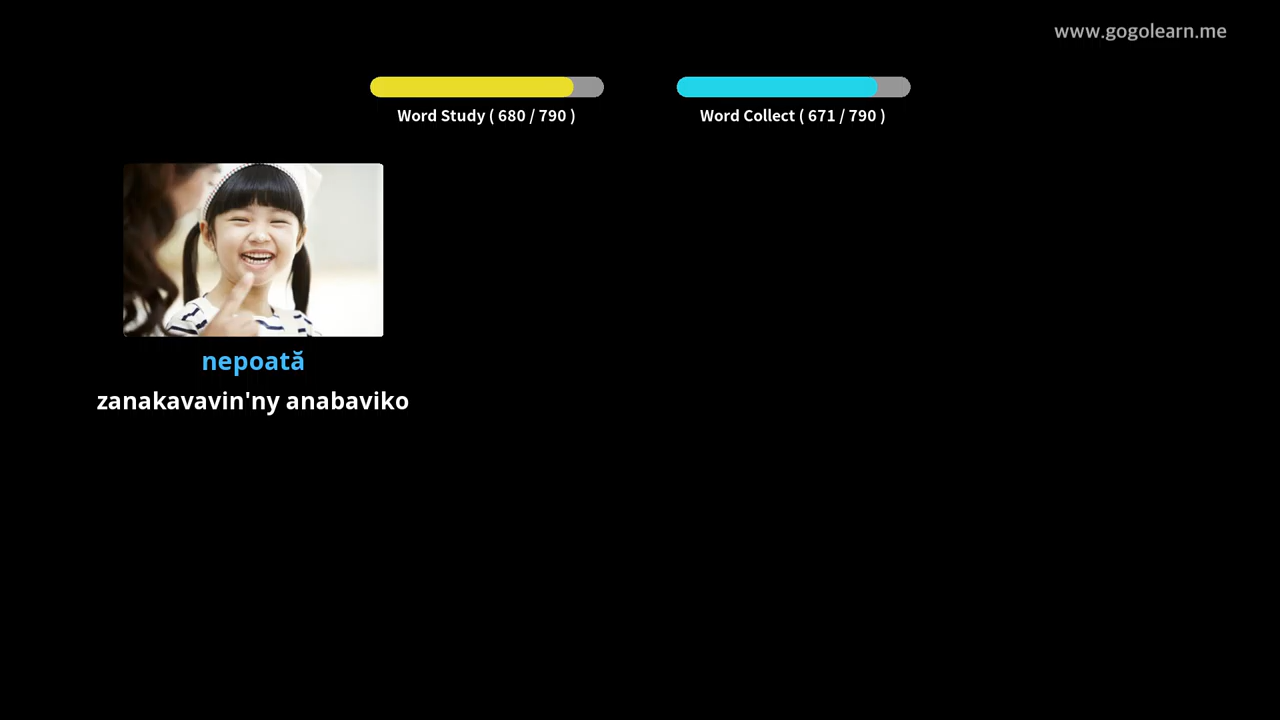 www.gogolearn.me
Word Study ( 680 / 790 )
Word Collect ( 671 / 790 )
nepoată
zanakavavin'ny anabaviko